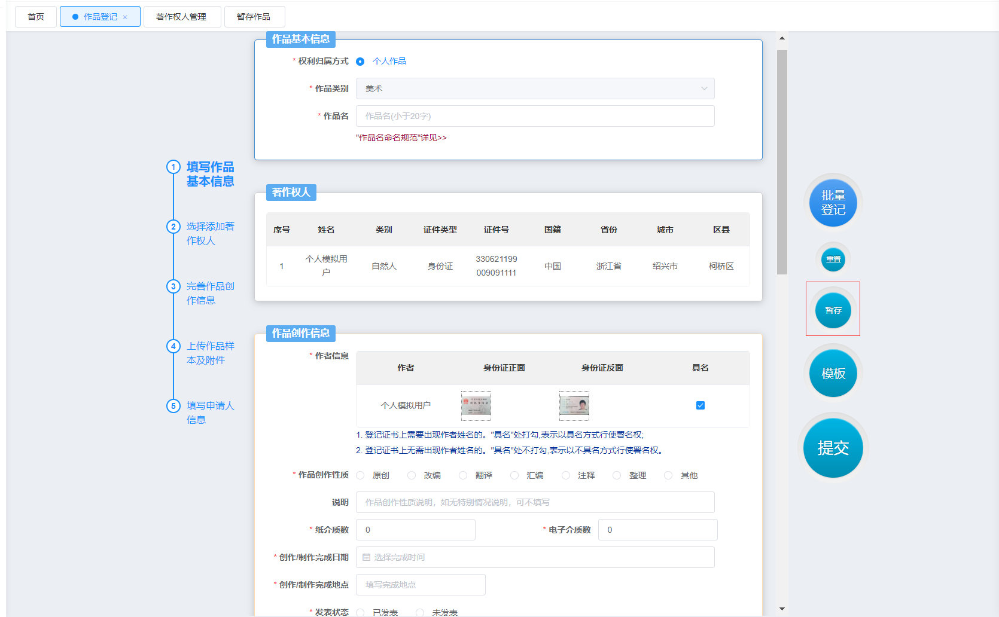 首页
作品登记 ×
著作权人管理
暂存作品
作品基本信息
* 权利归属方式 个人作品
* 作品类别 美术
* 作品名 作品名(小于20字)
"作品名命名规范"详见>>
1 填写作品
基本信息
2 选择添加著
作权人
3 完善作品创
作信息
4 上传作品样
本及附件
5 填写申请人
信息
著作权人
序号 姓名 类别 证件类型 证件号 国籍 省份 城市 区县
1 个人模拟用
户 自然人 身份证 330621199
009091111 中国 浙江省 绍兴市 柯桥区
作品创作信息
* 作者信息
作者 身份证正面 身份证反面 具名
个人模拟用户
1. 登记证书上需要出现作者姓名的。"具名"处打勾,表示以具名方式行使署名权;
2. 登记证书上无需出现作者姓名的。"具名"处不打勾,表示以不具名方式行使署名权。
* 作品创作性质 原创 改编 翻译 汇编 注释 整理 其他
说明 作品创作性质说明，如无特别情况说明，可不填写
* 纸介质数 0 * 电子介质数 0
* 创作/制作完成日期 选择完成时间
* 创作/制作完成地点 填写完成地点
* 发表状态 已发表 未发表
批量
登记
重置
暂存
模板
提交